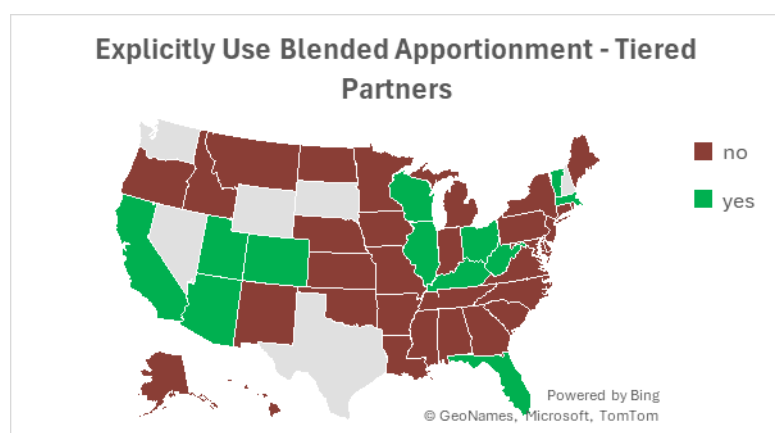 Explicitly Use Blended Apportionment - Tiered
Partners
no
yes
Powered by Bing
© GeoNames, Microsoft, TomTom